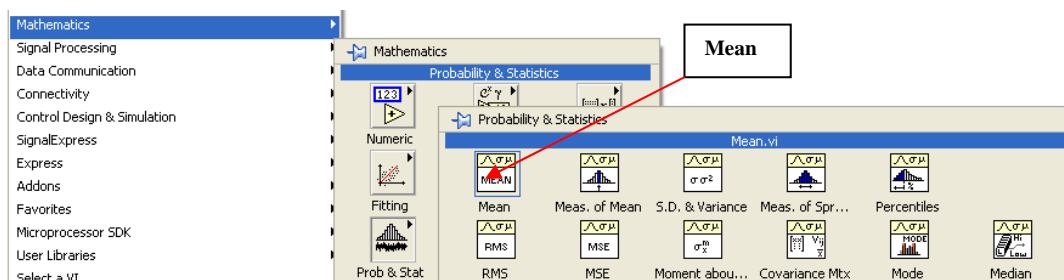 Mathematics
Signal Processing
Data Communication
Connectivity
Control Design & Simulation
SignalExpress
Express
Addons
Favorites
Microprocessor SDK
User Libraries
Select a VI
Mathematics
Probability & Statistics
123
Numeric
Fitting
Prob & Stat
Mean
Probability & Statistics
Mean.vi
MEAN
Mean
Meas. of Mean
σ σ²
S.D. & Variance
Meas. of Spr...
Percentiles
RMS
RMS
MSE
MSE
Moment abou...
Covariance Mtx
MODE
Mode
Hi
Low
Median